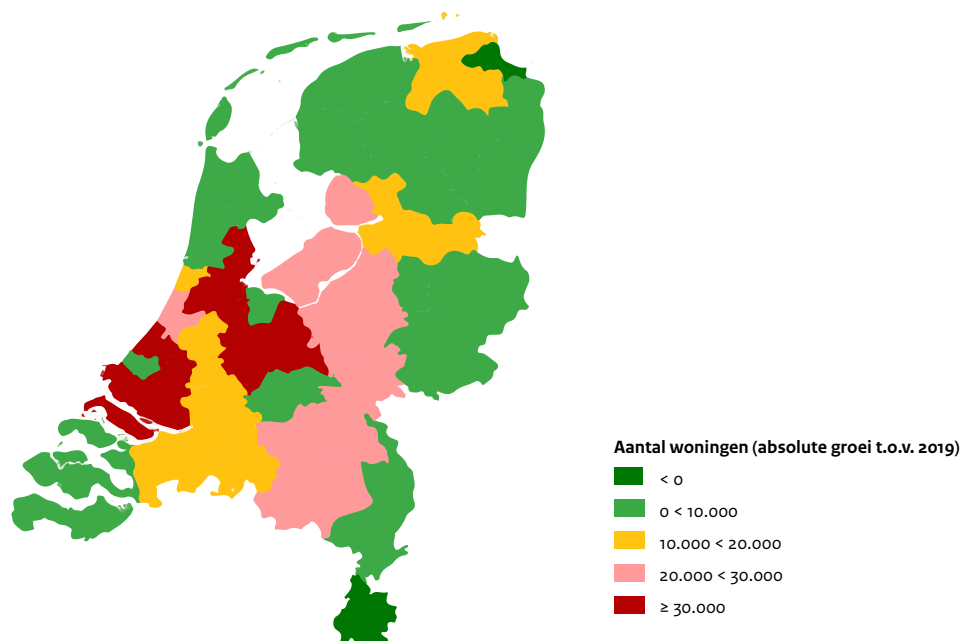 Aantal woningen (absolute groei t.o.v. 2019)
< 0
0 < 10.000
10.000 < 20.000
20.000 < 30.000
≥ 30.000